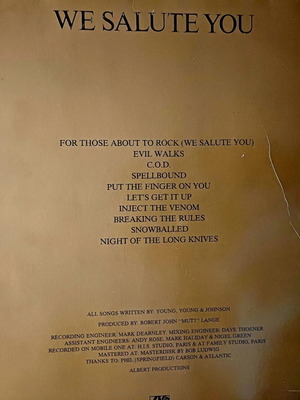 WE SALUTE YOU
FOR THOSE ABOUT TO ROCK (WE SALUTE YOU)
EVIL WALKS
C.O.D.
SPELLBOUND
PUT THE FINGER ON YOU
LET'S GET IT UP
INJECT THE VENOM
BREAKING THE RULES
SNOWBALLED
NIGHT OF THE LONG KNIVES
ALL SONGS WRITTEN BY: YOUNG, YOUNG & JOHNSON
PRODUCED BY: ROBERT JOHN "MUTT" LANGE
RECORDING ENGINEER: MARK DEARNLEY, MIXING ENGINEER: DAVE THOENER
ASSISTANT ENGINEERS: ANDY ROSE, MARK HALIDAY & NIGEL GREEN
RECORDED ON MOBILE ONE AT: H.I.S. STUDIO, PARIS & AT FAMILY STUDIO, PARIS
MASTERED AT: MASTERDISK BY BOB LUDWIG
THANKS TO: PHIL (SPRINGFIELD) CARSON & ATLANTIC
ALBERT PRODUCTIONS